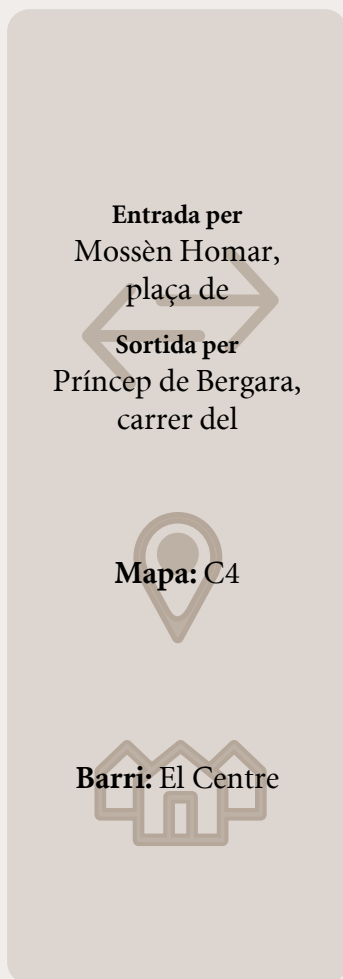 Entrada per
Mossèn Homar,
plaça de
Sortida per
Príncep de Bergara,
carrer del
Mapa: C4
Barri: El Centre